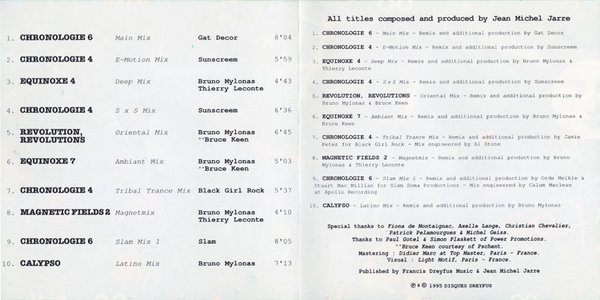 1. CHRONOLOGIE 6 Main Mix Gat Decor 8'04
2. CHRONOLOGIE 4 E-Motion Mix Sunscreem 5'59
3. EQUINOXE 4 Deep Mix Bruno Mylonas 4'43
Thierry Leconte
4. CHRONOLOGIE 4 S x S Mix Sunscreem 6'36
5. REVOLUTION, Oriental Mix Bruno Mylonas 6'45
REVOLUTIONS **Bruce Keen
6. EQUINOXE 7 Ambiant Mix Bruno Mylonas 5'03
**Bruce Keen
7. CHRONOLOGIE 4 Tribal Trance Mix Black Girl Rock 5'37
8. MAGNETIC FIELDS 2 Magnetmix Bruno Mylonas 4'10
Thierry Leconte
9. CHRONOLOGIE 6 Slam Mix 1 Slam 8'05
10. CALYPSO Latino Mix Bruno Mylonas 7'13
All titles composed and produced by Jean Michel Jarre
1. CHRONOLOGIE 6 - Main Mix - Remix and additional production by Gat Decor
2. CHRONOLOGIE 4 - E-Motion Mix - Remix and additional production by Sunscreem
3. EQUINOXE 4 - Deep Mix - Remix and additional production by Bruno Mylonas &
Thierry Leconte
4. CHRONOLOGIE 4 - S x S Mix - Remix and additional production by Sunscreem
5. REVOLUTION, REVOLUTIONS - Oriental Mix - Remix and additional production by
Bruno Mylonas & Bruce Keen
6. EQUINOXE 7 - Ambiant Mix - Remix and additional production by Bruno Mylonas &
Bruce Keen
7. CHRONOLOGIE 4 - Tribal Trance Mix - Remix and additional production by Jamie
Peter for Black Girl Rock - Mix engineered by Al Stone
8. MAGNETIC FIELDS 2 - Magnetmix - Remix and additional production by Bruno
Mylonas & Thierry Leconte
9. CHRONOLOGIE 6 - Slam Mix 1 - Remix and additional production by Orde Meikle &
Stuart Mac Millian for Slam Soma Productions - Mix engineered by Calum Maclean
at Apollo Recording
10. CALYPSO - Latino Mix - Remix and additional production by Bruno Mylonas
Special thanks to Fiona de Montaignac, Axelle Lange, Christian Chevalier,
Patrick Pelamourgues & Michel Geiss.
Thanks to Paul Gotel & Simon Plaskett of Power Promotions.
**Bruce Keen courtesy of Pschent.
Mastering : Didier Marc at Top Master, Paris - France.
Visual : Light Motif, Paris - France.
Published by Francis Dreyfus Music & Jean Michel Jarre
℗ & © 1995 DISQUES DREYFUS